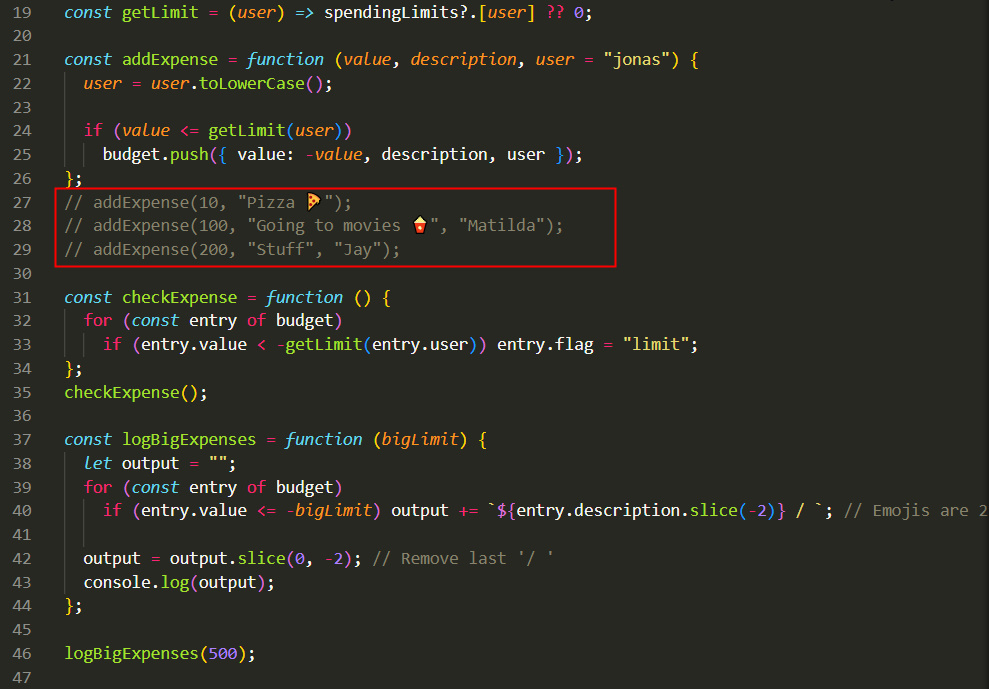 19 const getLimit = (user) => spendingLimits?.[user] ?? 0;
20
21 const addExpense = function (value, description, user = "jonas") {
22   user = user.toLowerCase();
23
24   if (value <= getLimit(user))
25     budget.push({ value: -value, description, user });
26 };
27 // addExpense(10, "Pizza 🍕");
28 // addExpense(100, "Going to movies 🍿", "Matilda");
29 // addExpense(200, "Stuff", "Jay");
30
31 const checkExpense = function () {
32   for (const entry of budget)
33     if (entry.value < -getLimit(entry.user)) entry.flag = "limit";
34 };
35 checkExpense();
36
37 const logBigExpenses = function (bigLimit) {
38   let output = "";
39   for (const entry of budget)
40     if (entry.value <= -bigLimit) output += `${entry.description.slice(-2)} / `; // Emojis are 2
41
42   output = output.slice(0, -2); // Remove last '/ '
43   console.log(output);
44 };
45
46 logBigExpenses(500);
47